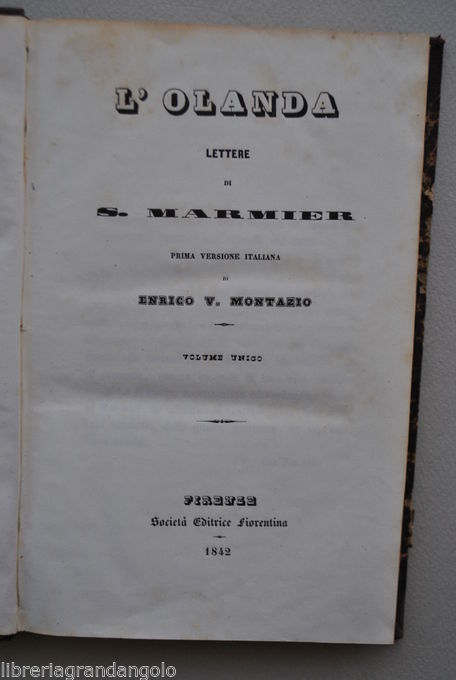 L' OLANDA
LETTERE
DI
S. MARMIER
PRIMA VERSIONE ITALIANA
DI
ENRICO V. MONTAZIO
VOLUME UNICO
FIRENZE
Società Editrice Fiorentina
1842
libreriagrandangolo